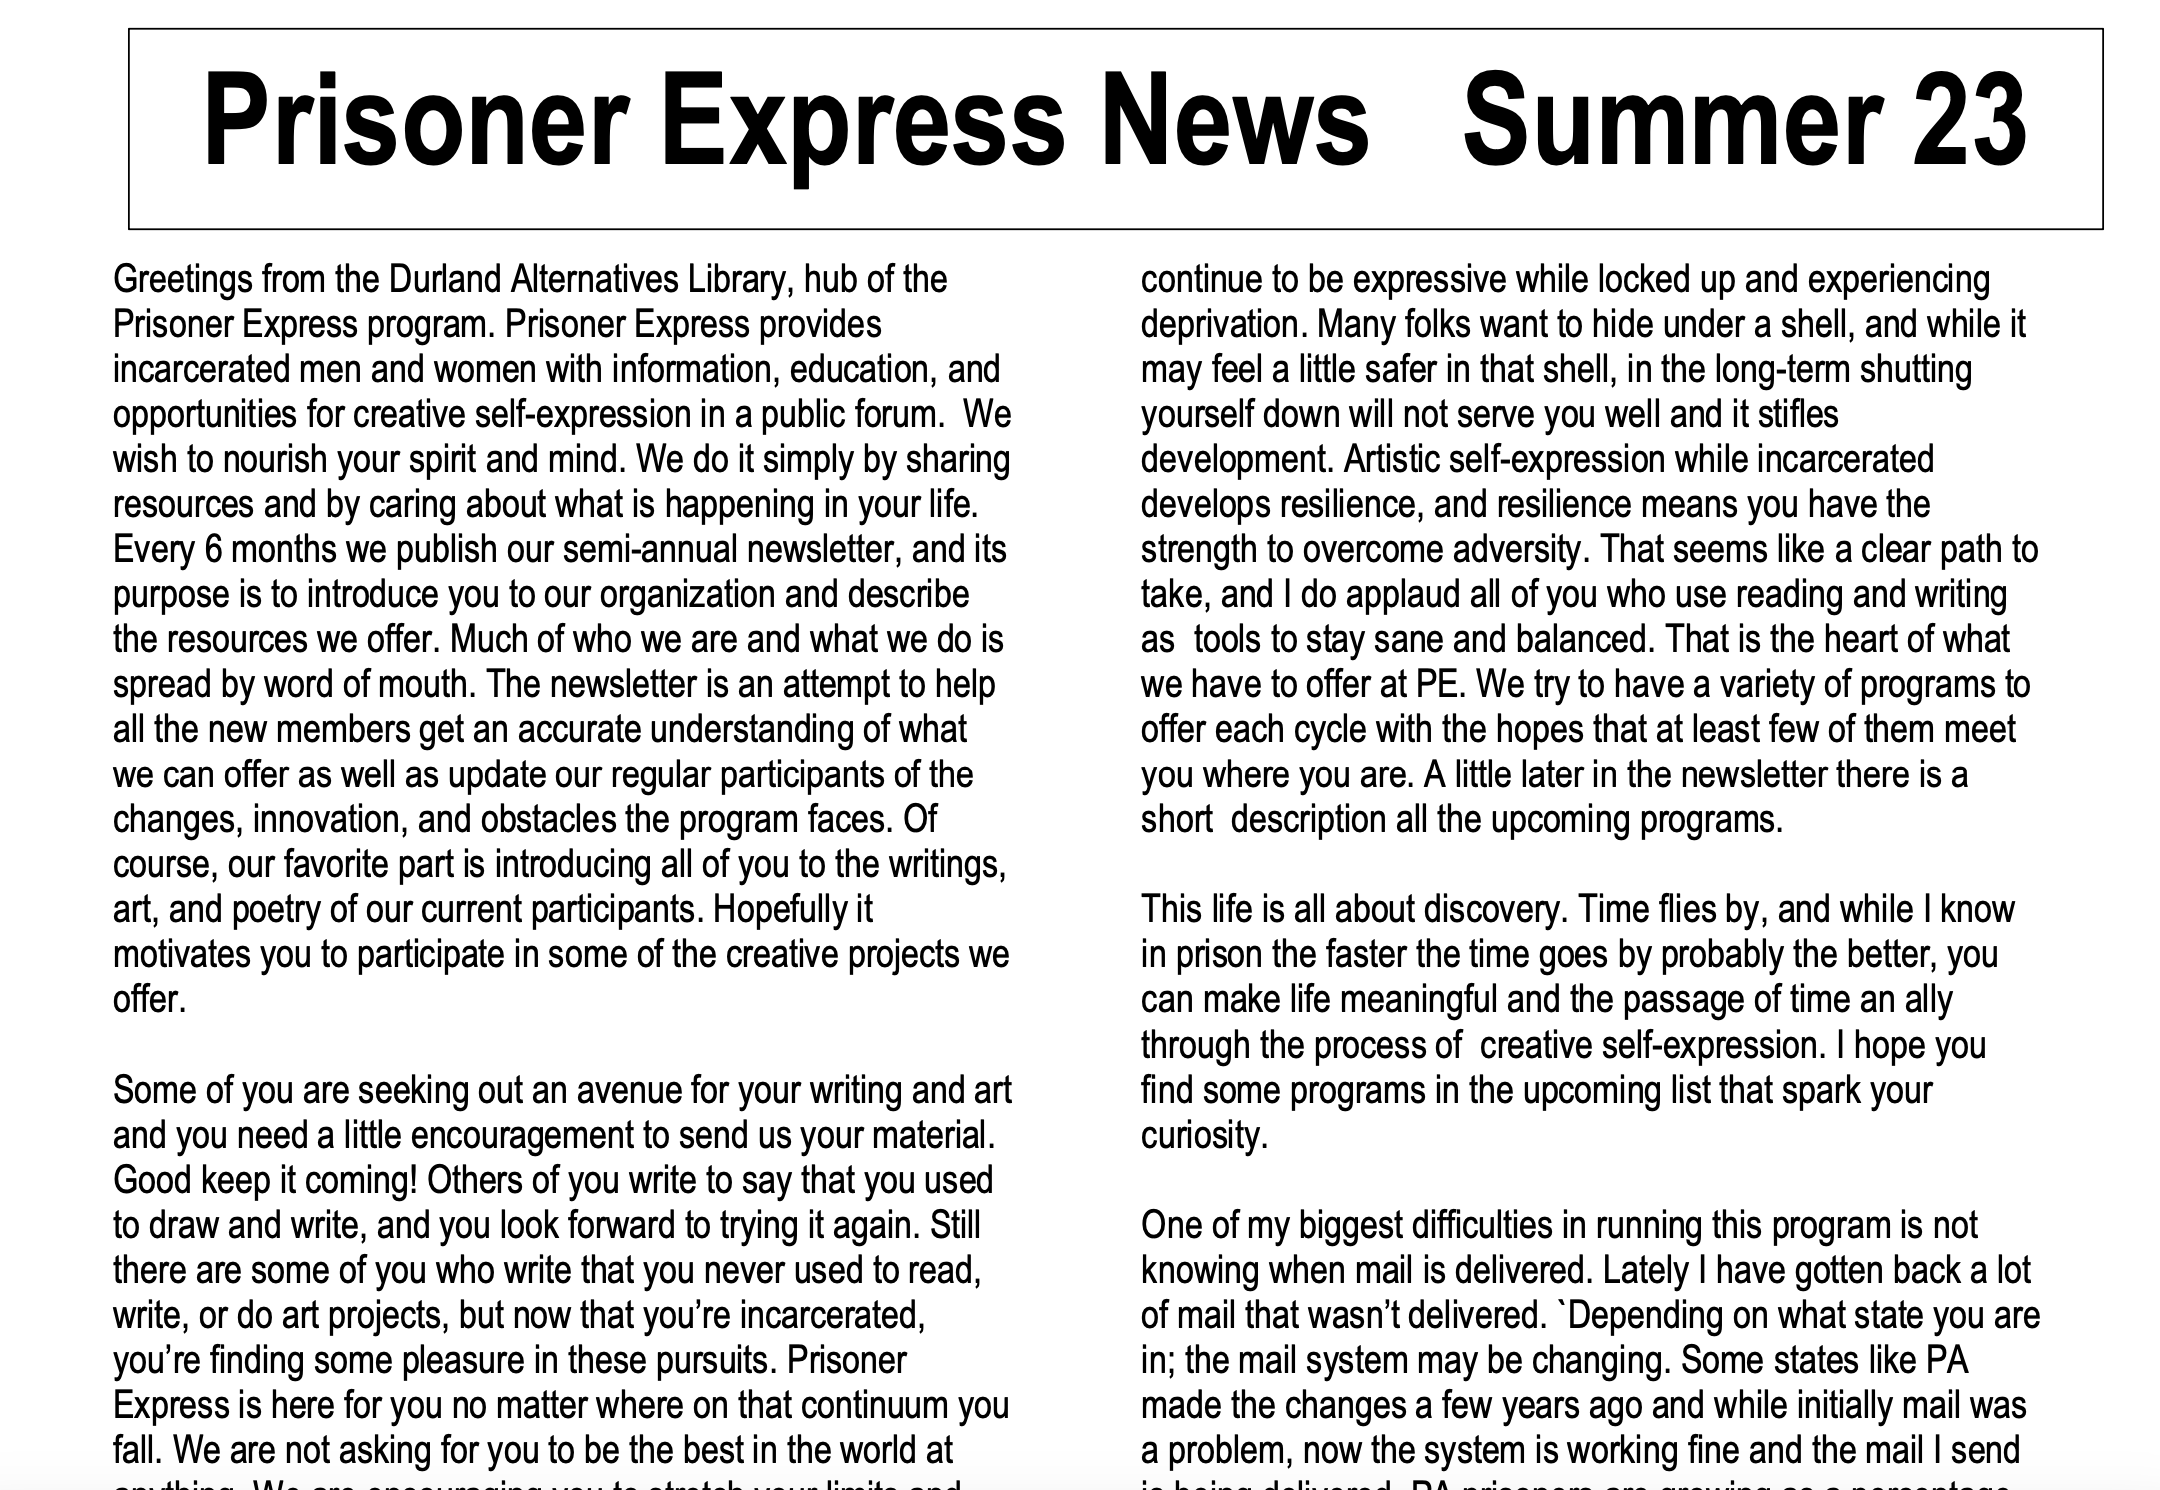 Prisoner Express News   Summer 23
Greetings from the Durland Alternatives Library, hub of the
Prisoner Express program. Prisoner Express provides
incarcerated men and women with information, education, and
opportunities for creative self-expression in a public forum.  We
wish to nourish your spirit and mind. We do it simply by sharing
resources and by caring about what is happening in your life.
Every 6 months we publish our semi-annual newsletter, and its
purpose is to introduce you to our organization and describe
the resources we offer. Much of who we are and what we do is
spread by word of mouth. The newsletter is an attempt to help
all the new members get an accurate understanding of what
we can offer as well as update our regular participants of the
changes, innovation, and obstacles the program faces. Of
course, our favorite part is introducing all of you to the writings,
art, and poetry of our current participants. Hopefully it
motivates you to participate in some of the creative projects we
offer.
Some of you are seeking out an avenue for your writing and art
and you need a little encouragement to send us your material.
Good keep it coming! Others of you write to say that you used
to draw and write, and you look forward to trying it again. Still
there are some of you who write that you never used to read,
write, or do art projects, but now that you’re incarcerated,
you’re finding some pleasure in these pursuits. Prisoner
Express is here for you no matter where on that continuum you
fall. We are not asking for you to be the best in the world at
anything. We are encouraging you to stretch your limits and
continue to be expressive while locked up and experiencing
deprivation. Many folks want to hide under a shell, and while it
may feel a little safer in that shell, in the long-term shutting
yourself down will not serve you well and it stifles
development. Artistic self-expression while incarcerated
develops resilience, and resilience means you have the
strength to overcome adversity. That seems like a clear path to
take, and I do applaud all of you who use reading and writing
as  tools to stay sane and balanced. That is the heart of what
we have to offer at PE. We try to have a variety of programs to
offer each cycle with the hopes that at least few of them meet
you where you are. A little later in the newsletter there is a
short  description all the upcoming programs.
This life is all about discovery. Time flies by, and while I know
in prison the faster the time goes by probably the better, you
can make life meaningful and the passage of time an ally
through the process of  creative self-expression. I hope you
find some programs in the upcoming list that spark your
curiosity.
One of my biggest difficulties in running this program is not
knowing when mail is delivered. Lately I have gotten back a lot
of mail that wasn’t delivered. `Depending on what state you are
in; the mail system may be changing. Some states like PA
made the changes a few years ago and while initially mail was
a problem, now the system is working fine and the mail I send
is being delivered. PA prisoners are growing as a percentage